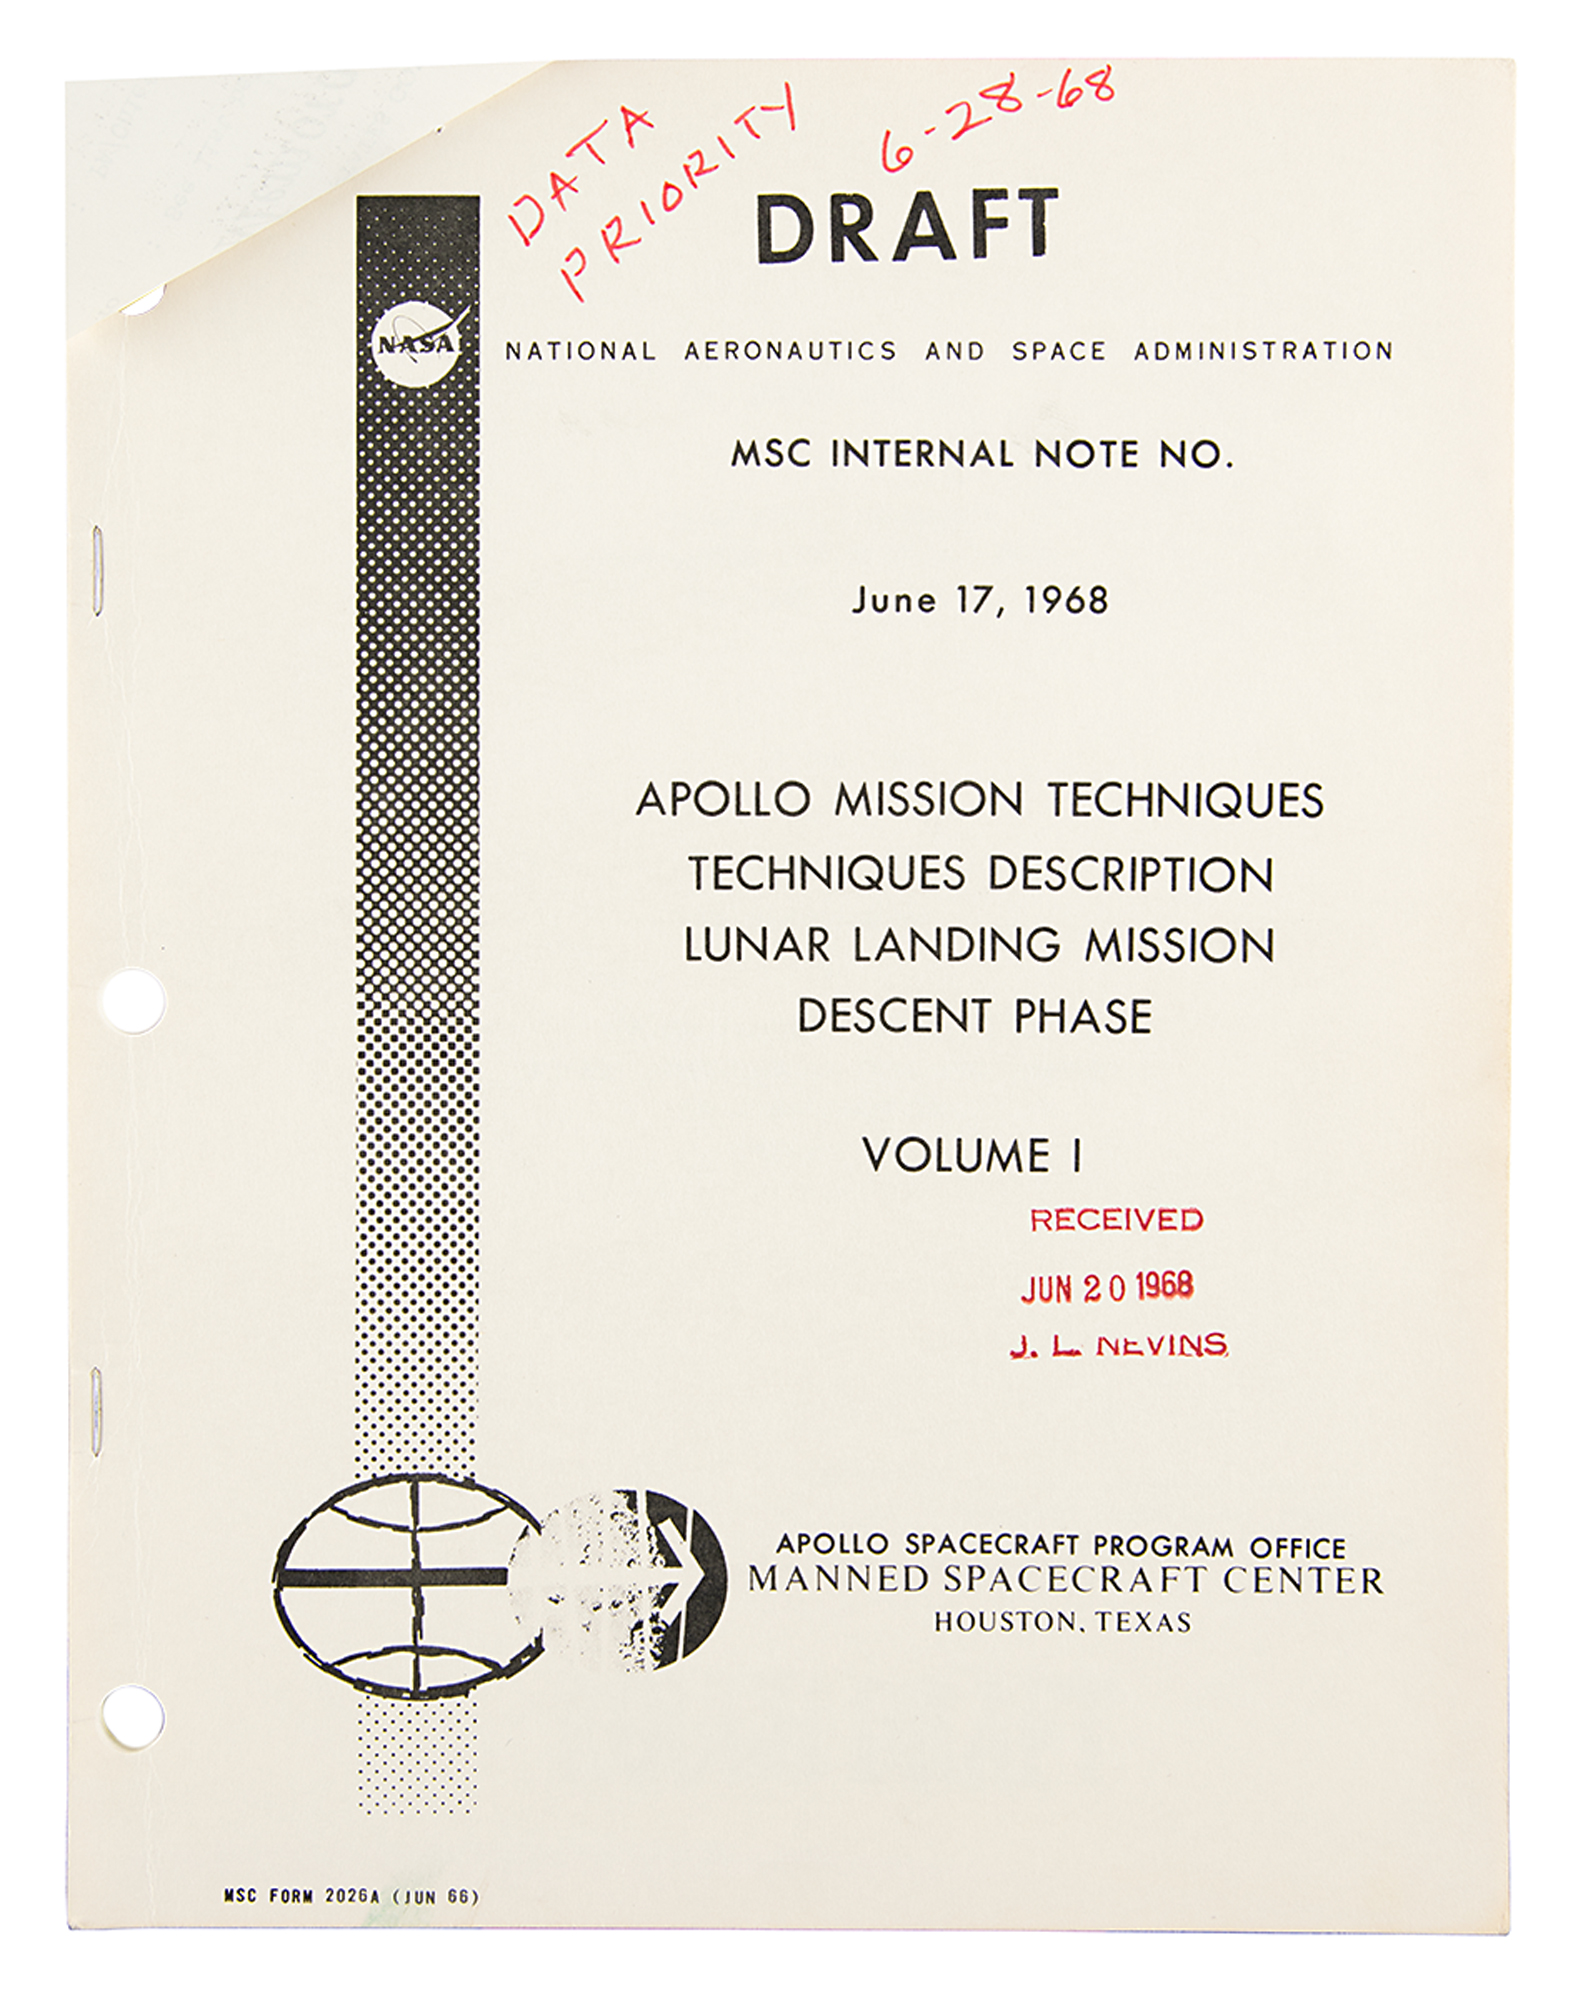 DATA
PRIORITY
6-28-68
DRAFT
NASA
NATIONAL AERONAUTICS AND SPACE ADMINISTRATION
MSC INTERNAL NOTE NO.
June 17, 1968
APOLLO MISSION TECHNIQUES
TECHNIQUES DESCRIPTION
LUNAR LANDING MISSION
DESCENT PHASE
VOLUME I
RECEIVED
JUN 20 1968
J. L. NEVINS
APOLLO SPACECRAFT PROGRAM OFFICE
MANNED SPACECRAFT CENTER
HOUSTON, TEXAS
MSC FORM 2026A (JUN 66)